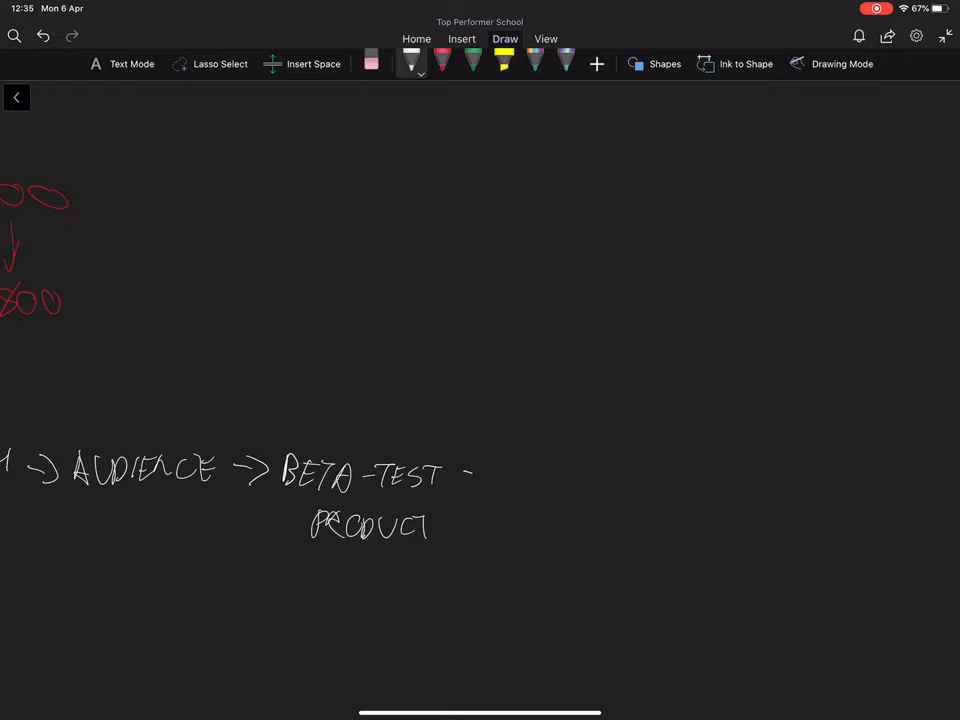 12:35 Mon 6 Apr
67%
Top Performer School
Home Insert Draw View
Text Mode Lasso Select Insert Space Shapes Ink to Shape Drawing Mode
00
800
→ AUDIENCE → BETA-TEST -
PRODUCT